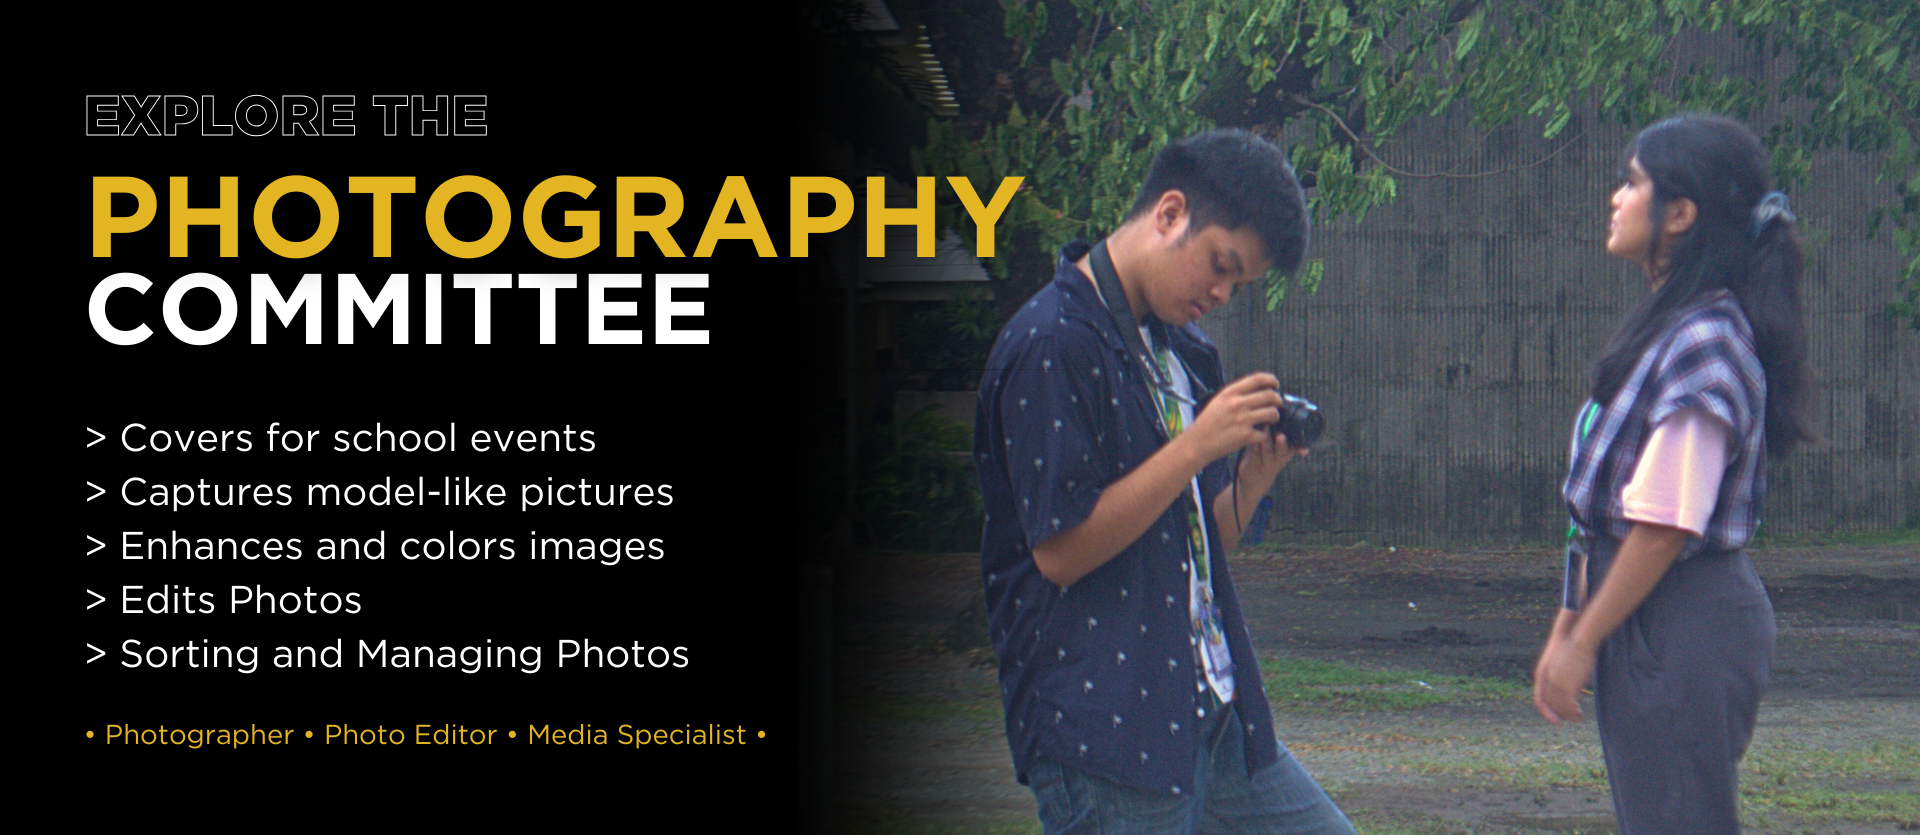 EXPLORE THE
PHOTOGRAPHY
COMMITTEE
> Covers for school events
> Captures model-like pictures
> Enhances and colors images
> Edits Photos
> Sorting and Managing Photos
• Photographer • Photo Editor • Media Specialist •